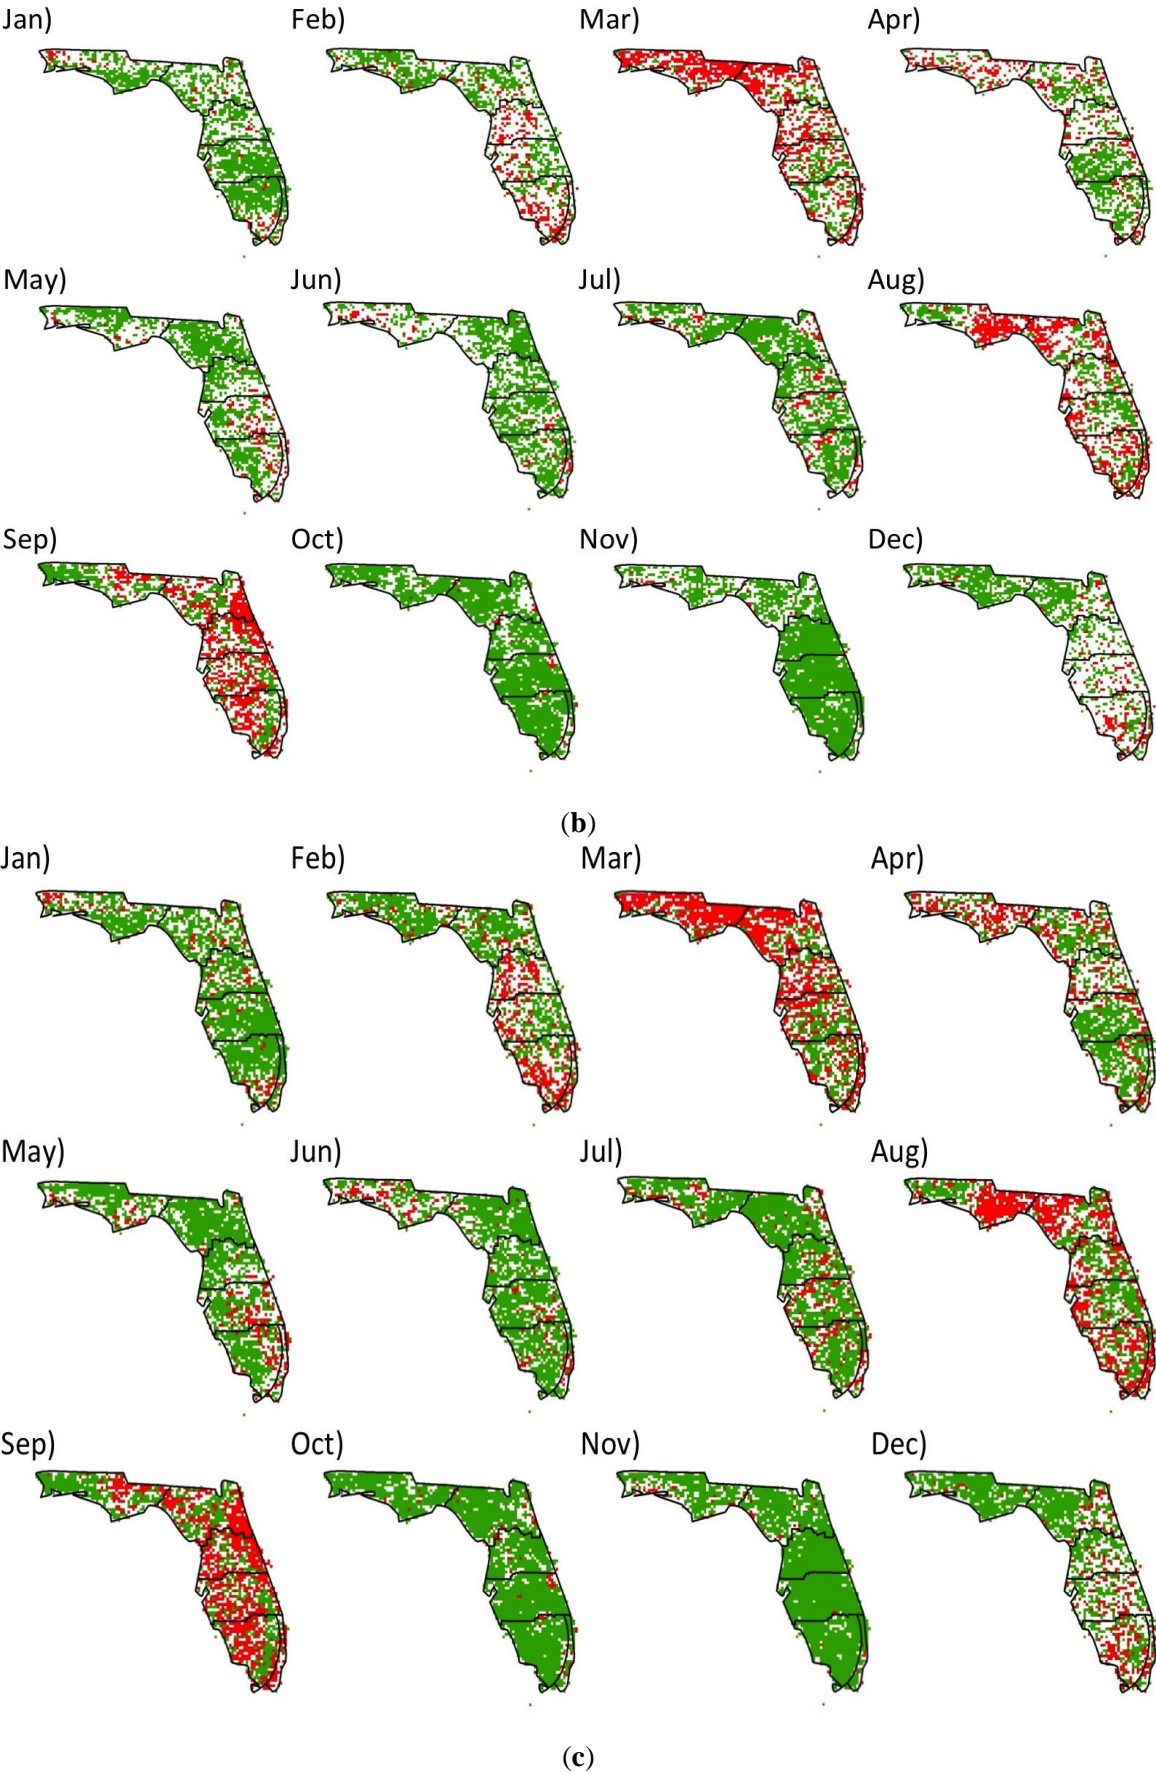 Jan) Feb) Mar) Apr)
May) Jun) Jul) Aug)
Sep) Oct) Nov) Dec)
(b)
Jan) Feb) Mar) Apr)
May) Jun) Jul) Aug)
Sep) Oct) Nov) Dec)
(c)